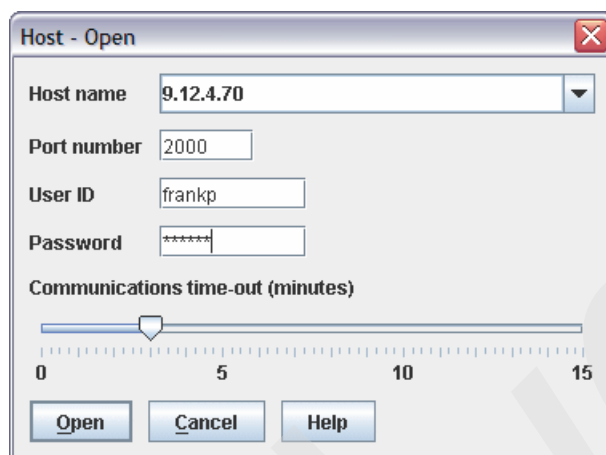 Host - Open
Host name 9.12.4.70
Port number 2000
User ID frankp
Password ******
Communications time-out (minutes)
0 5 10 15
Open Cancel Help